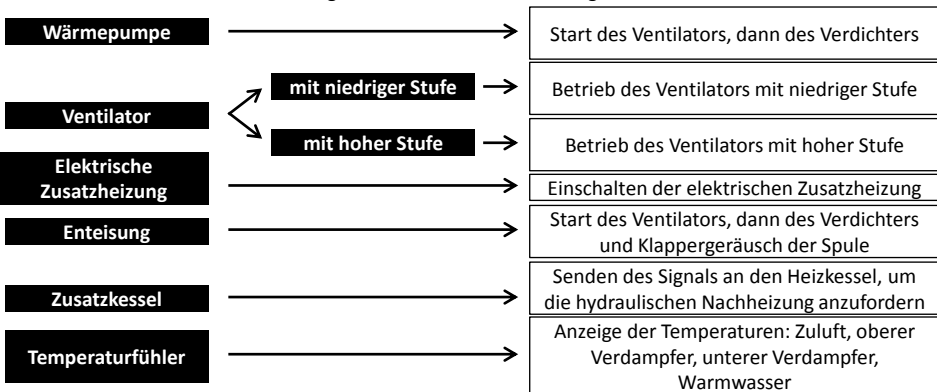 Wärmepumpe
Start des Ventilators, dann des Verdichters
Ventilator
mit niedriger Stufe
Betrieb des Ventilators mit niedriger Stufe
mit hoher Stufe
Betrieb des Ventilators mit hoher Stufe
Elektrische
Zusatzheizung
Einschalten der elektrischen Zusatzheizung
Enteisung
Start des Ventilators, dann des Verdichters
und Klappergeräusch der Spule
Zusatzkessel
Senden des Signals an den Heizkessel, um
die hydraulischen Nachheizung anzufordern
Temperaturfühler
Anzeige der Temperaturen: Zuluft, oberer
Verdampfer, unterer Verdampfer,
Warmwasser